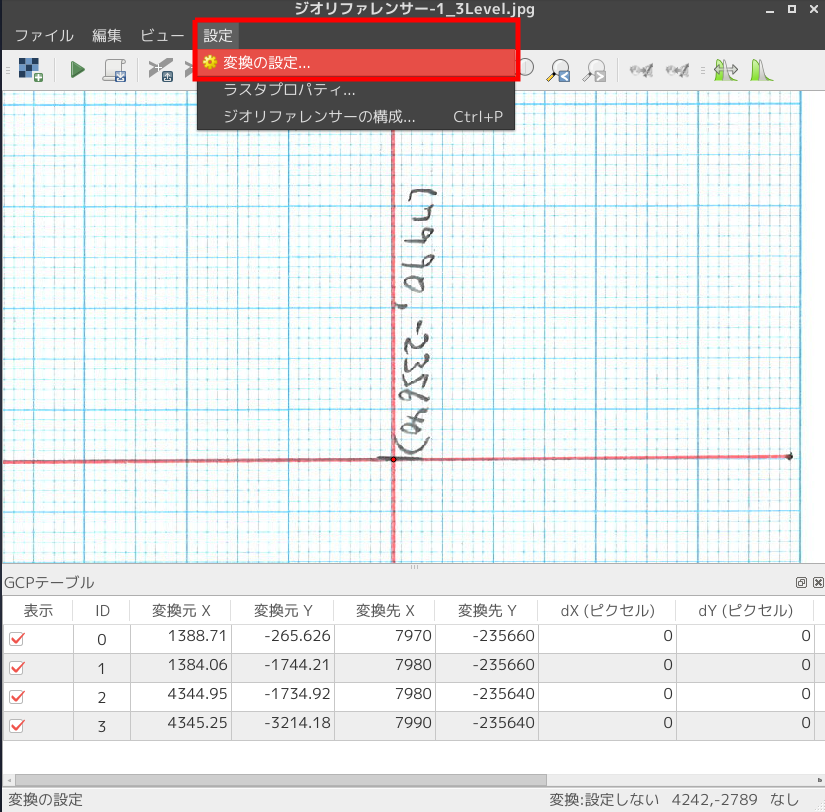 ジオリファレンサー-1_3Level.jpg
ファイル 編集 ビュー 設定
変換の設定...
ラスタプロパティ...
ジオリファレンサーの構成... Ctrl+P
GCPテーブル
表示 ID 変換元 X 変換元 Y 変換先 X 変換先 Y dX (ピクセル) dY (ピクセル)
0 1388.71 -265.626 7970 -235660 0 0
1 1384.06 -1744.21 7980 -235660 0 0
2 4344.95 -1734.92 7980 -235640 0 0
3 4345.25 -3214.18 7990 -235640 0 0
変換の設定 変換:設定しない 4242,-2789 なし